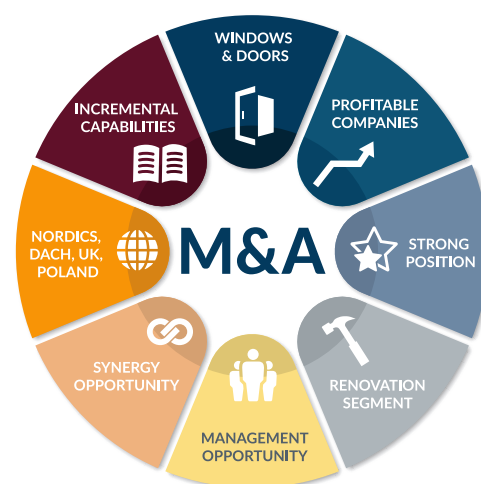 WINDOWS
& DOORS
PROFITABLE
COMPANIES
STRONG
POSITION
RENOVATION
SEGMENT
MANAGEMENT
OPPORTUNITY
SYNERGY
OPPORTUNITY
NORDICS,
DACH, UK,
POLAND
INCREMENTAL
CAPABILITIES
M&A